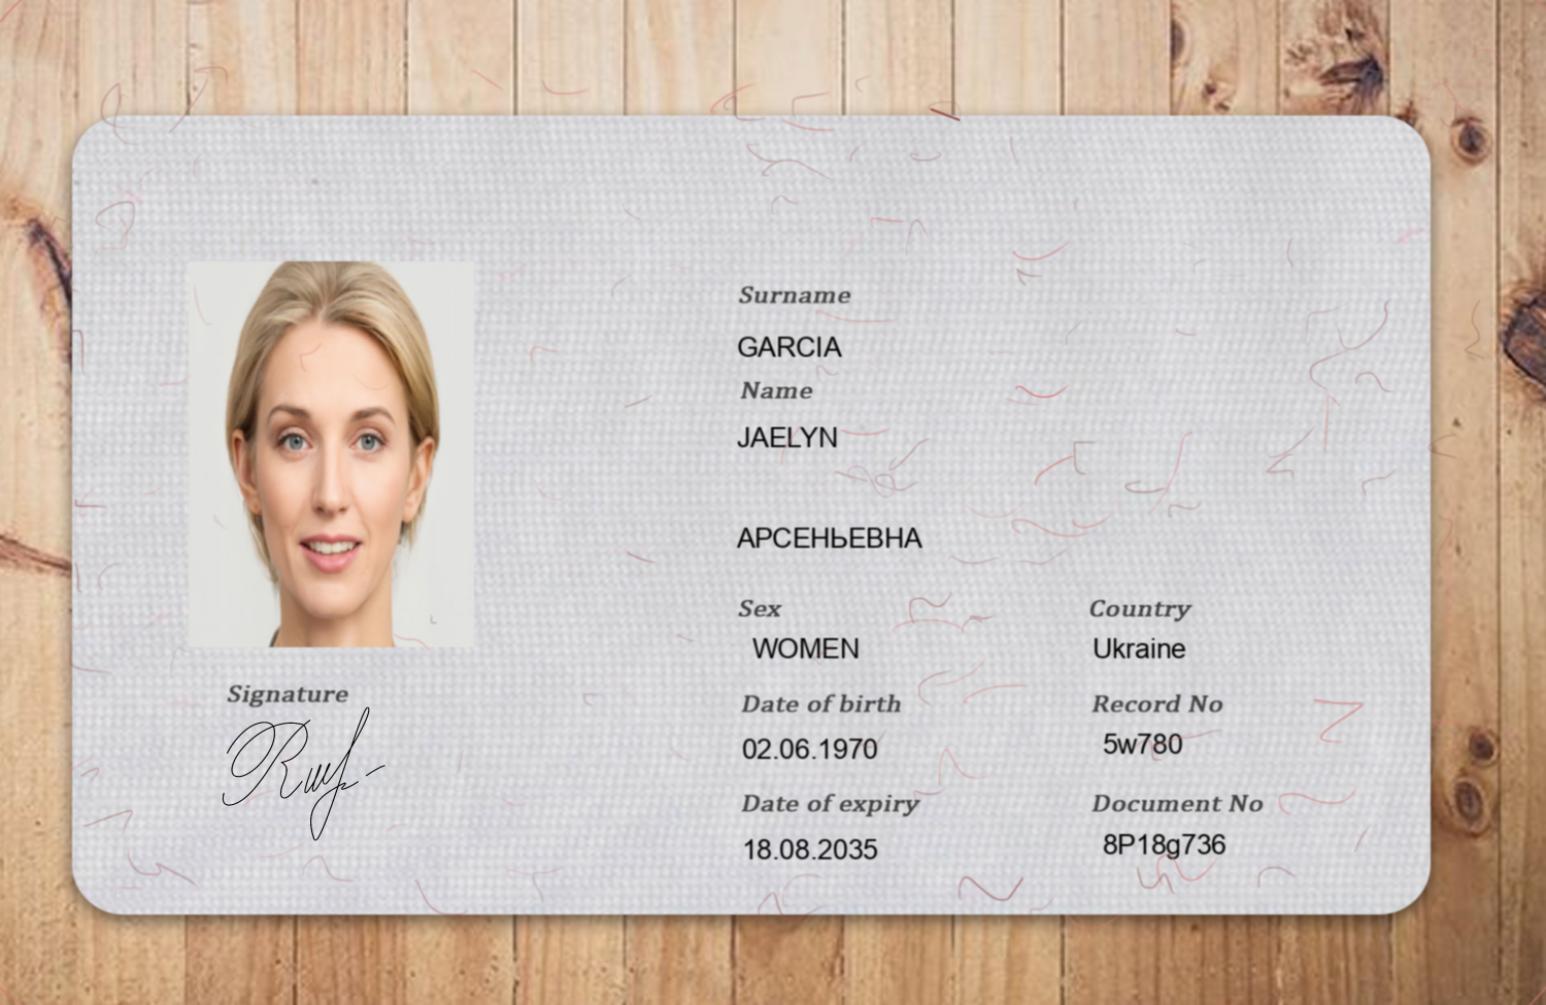 Surname
GARCIA
Name
JAELYN
АРСЕНЬЕВНА
Sex
WOMEN
Country
Ukraine
Date of birth
02.06.1970
Record No
5w780
Date of expiry
18.08.2035
Document No
8P18g736
Signature